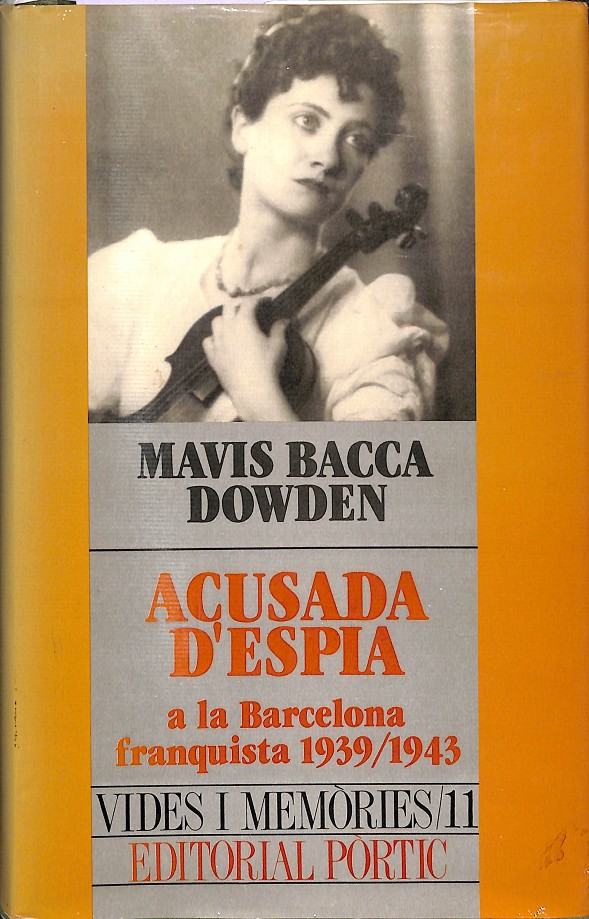 MAVIS BACCA
DOWDEN
ACUSADA
D'ESPIA
a la Barcelona
franquista 1939/1943
VIDES I MEMÒRIES/11
EDITORIAL PÒRTIC